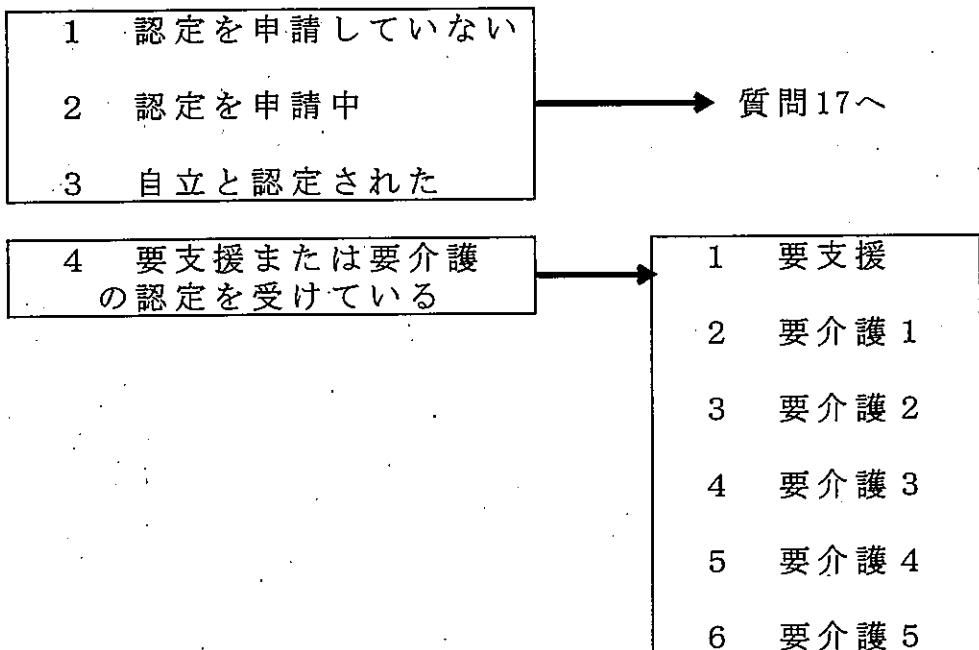 1 認定を申請していない
2 認定を申請中
3 自立と認定された
質問17へ
4 要支援または要介護
の認定を受けている
1 要支援
2 要介護1
3 要介護2
4 要介護3
5 要介護4
6 要介護5